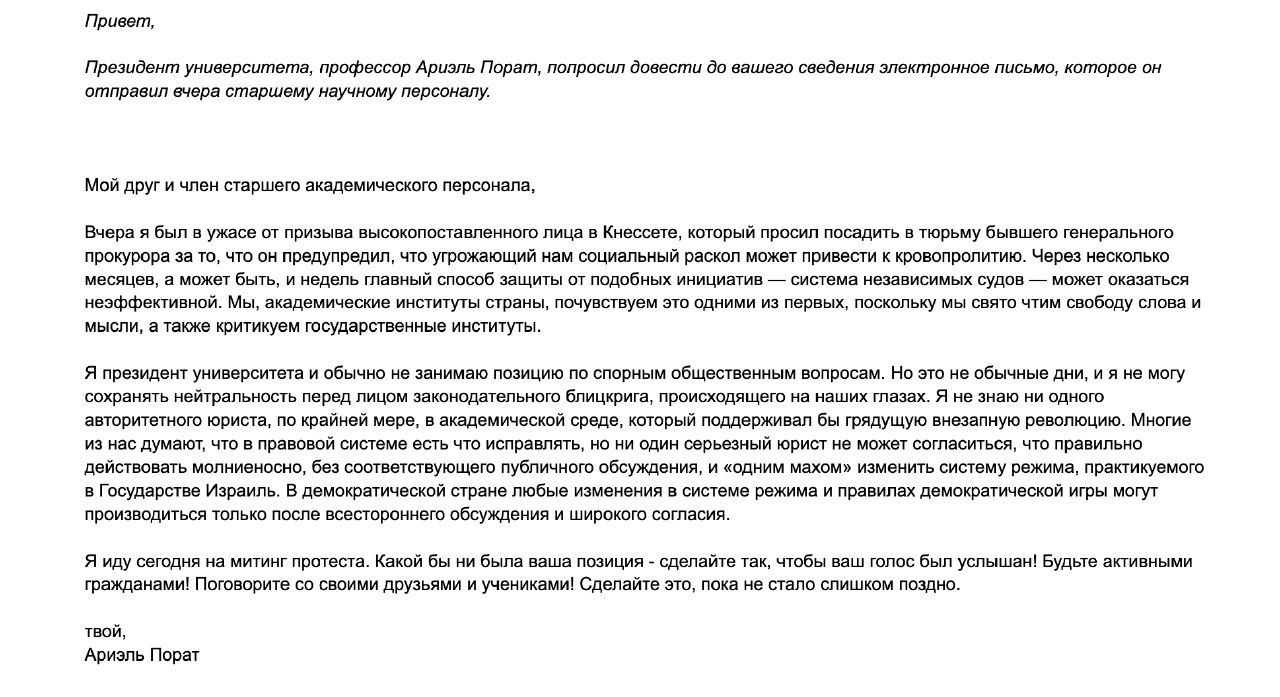 Привет,
Президент университета, профессор Ариэль Порат, попросил довести до вашего сведения электронное письмо, которое он
отправил вчера старшему научному персоналу.
Мой друг и член старшего академического персонала,
Вчера я был в ужасе от призыва высокопоставленного лица в Кнессете, который просил посадить в тюрьму бывшего генерального
прокурора за то, что он предупредил, что угрожающий нам социальный раскол может привести к кровопролитию. Через несколько
месяцев, а может быть, и недель главный способ защиты от подобных инициатив — система независимых судов — может оказаться
неэффективной. Мы, академические институты страны, почувствуем это одними из первых, поскольку мы свято чтим свободу слова и
мысли, а также критикуем государственные институты.
Я президент университета и обычно не занимаю позицию по спорным общественным вопросам. Но это не обычные дни, и я не могу
сохранять нейтральность перед лицом законодательного блицкрига, происходящего на наших глазах. Я не знаю ни одного
авторитетного юриста, по крайней мере, в академической среде, который поддерживал бы грядущую внезапную революцию. Многие
из нас думают, что в правовой системе есть что исправлять, но ни один серьезный юрист не может согласиться, что правильно
действовать молниеносно, без соответствующего публичного обсуждения, и «одним махом» изменить систему режима, практикуемого
в Государстве Израиль. В демократической стране любые изменения в системе режима и правилах демократической игры могут
производиться только после всестороннего обсуждения и широкого согласия.
Я иду сегодня на митинг протеста. Какой бы ни была ваша позиция - сделайте так, чтобы ваш голос был услышан! Будьте активными
гражданами! Поговорите со своими друзьями и учениками! Сделайте это, пока не стало слишком поздно.
твой,
Ариэль Порат